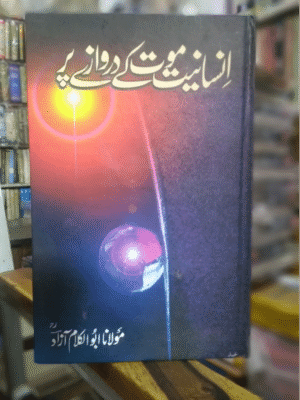 انسانیت موت کے دروازے پر
مولانا ابوالکلام آزادؒ